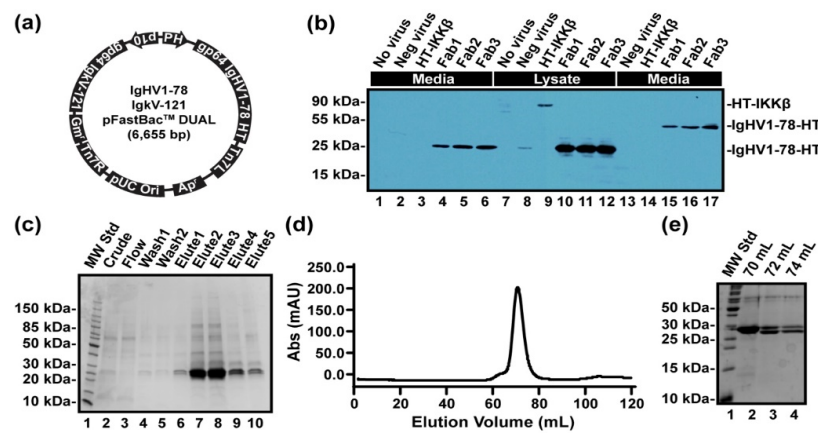 (a)
p10 PH
gp64 IgHV1-78 HT
Tn7L
Ap^r
pUC Ori
Tn7R
Gm^r
gp64 IgkV-121
IgHV1-78
IgkV-121
pFastBac™ DUAL
(6,655 bp)
(b)
No virus Neg virus HT-IKKβ Fab1 Fab2 Fab3 No virus Neg virus HT-IKKβ Fab1 Fab2 Fab3 Neg virus HT-IKKβ Fab1 Fab2 Fab3
Media Lysate Media
90 kDa-
55 kDa-
25 kDa-
15 kDa-
-HT-IKKβ
-IgHV1-78-HT
-IgHV1-78-HT
1 2 3 4 5 6 7 8 9 10 11 12 13 14 15 16 17
(c)
MW Std Crude Flow Wash1 Wash2 Elute1 Elute2 Elute3 Elute4 Elute5
150 kDa-
85 kDa-
50 kDa-
30 kDa-
20 kDa-
10 kDa-
1 2 3 4 5 6 7 8 9 10
(d)
Abs (mAU)
250.0
200.0
150.0
100.0
50.0
0.0
0 20 40 60 80 100 120
Elution Volume (mL)
(e)
MW Std 70 mL 72 mL 74 mL
50 kDa-
30 kDa-
25 kDa-
15 kDa-
10 kDa-
1 2 3 4